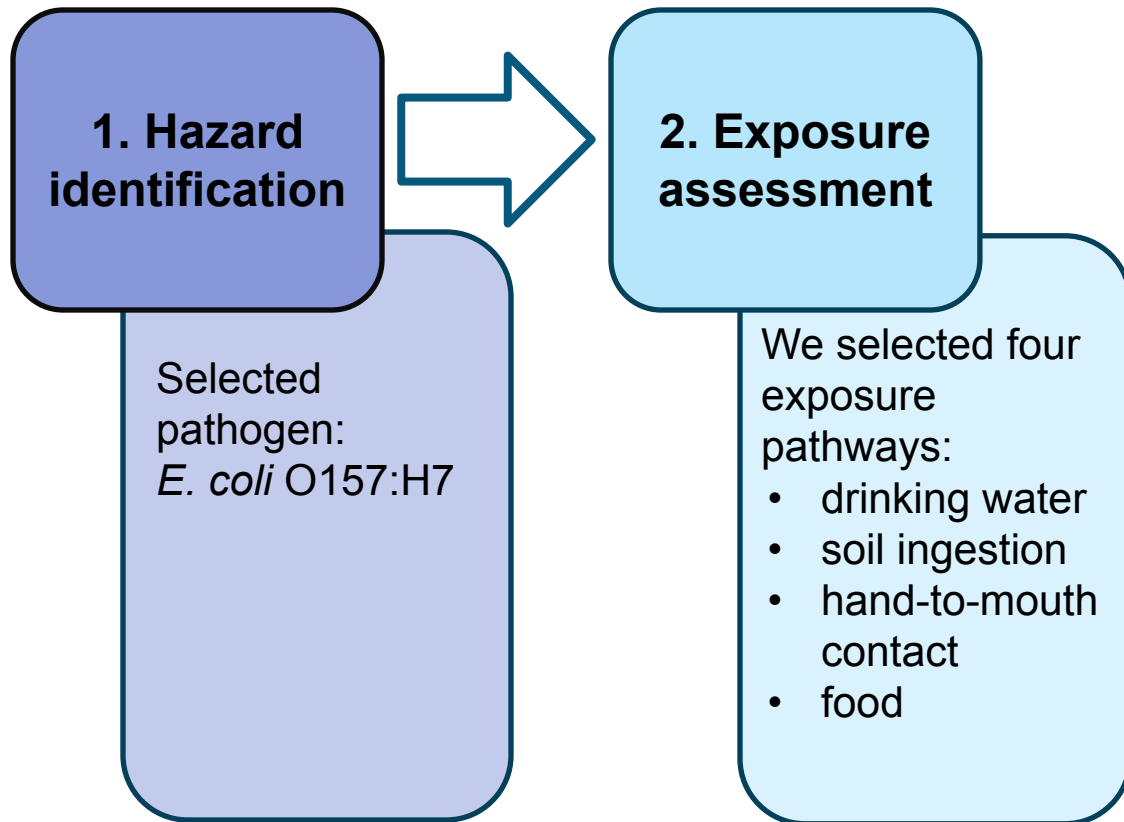 1. Hazard
identification
Selected
pathogen:
E. coli O157:H7
2. Exposure
assessment
We selected four
exposure
pathways:
• drinking water
• soil ingestion
• hand-to-mouth
contact
• food